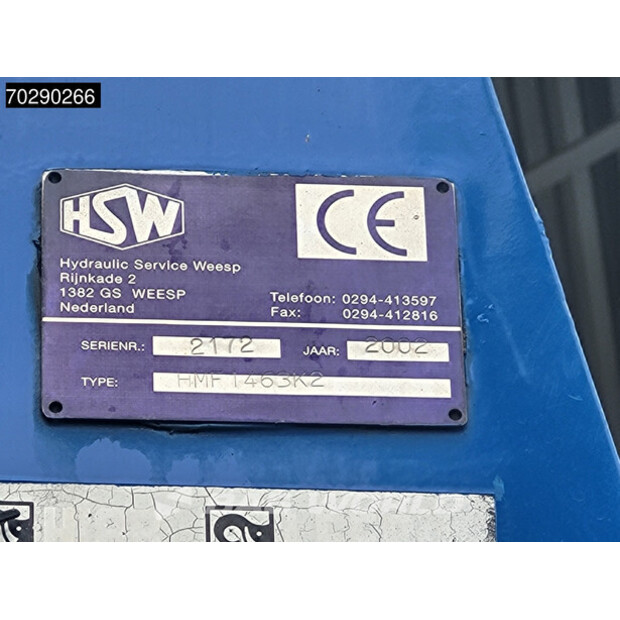 70290266
HSW
CE
Hydraulic Service Weesp
Rijnkade 2
1382 GS WEESP
Nederland
Telefoon: 0294-413597
Fax: 0294-412816
SERIENR.: 2172 JAAR: 2002
TYPE: HMF 1463K2